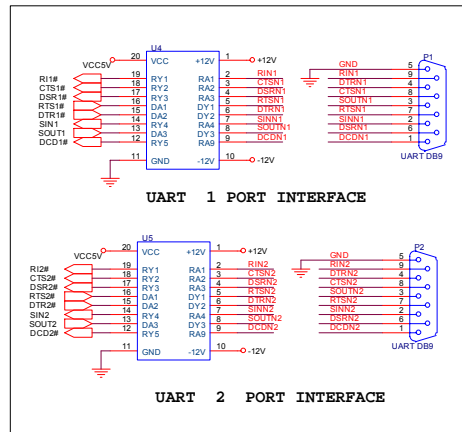 U4
P1
VCC5V 20 VCC +12V 1 +12V
GND 5
RI1# 19 RY1 RA1 2 RIN1
RIN1 9
CTS1# 18 RY2 RA2 3 CTSN1
DTRN1 4
DSR1# 17 RY3 RA3 4 DSRN1
CTSN1 8
RTS1# 16 DA1 DY1 5 RTSN1
SOUTN1 3
DTR1# 15 DA2 DY2 6 DTRN1
RTSN1 7
SIN1 14 RY4 RA4 7 SINN1
SINN1 2
SOUT1 13 DA3 DY3 8 SOUTN1
DSRN1 6
DCD1# 12 RY5 RA9 9 DCDN1
DCDN1 1
11 GND -12V 10 -12V
UART DB9
UART 1 PORT INTERFACE
U5
P2
VCC5V 20 VCC +12V 1 +12V
GND 5
RI2# 19 RY1 RA1 2 RIN2
RIN2 9
CTS2# 18 RY2 RA2 3 CTSN2
DTRN2 4
DSR2# 17 RY3 RA3 4 DSRN2
CTSN2 8
RTS2# 16 DA1 DY1 5 RTSN2
SOUTN2 3
DTR2# 15 DA2 DY2 6 DTRN2
RTSN2 7
SIN2 14 RY4 RA4 7 SINN2
SINN2 2
SOUT2 13 DA3 DY3 8 SOUTN2
DSRN2 6
DCD2# 12 RY5 RA9 9 DCDN2
DCDN2 1
11 GND -12V 10 -12V
UART DB9
UART 2 PORT INTERFACE